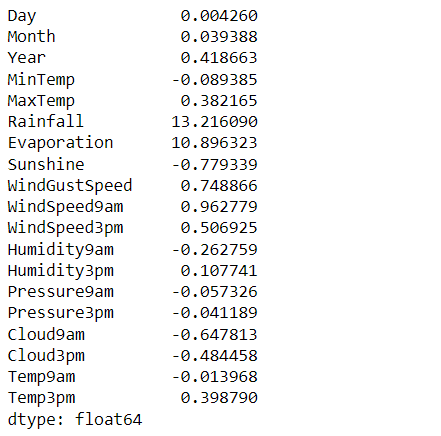 Day 0.004260
Month 0.039388
Year 0.418663
MinTemp -0.089385
MaxTemp 0.382165
Rainfall 13.216090
Evaporation 10.896323
Sunshine -0.779339
WindGustSpeed 0.748866
WindSpeed9am 0.962779
WindSpeed3pm 0.506925
Humidity9am -0.262759
Humidity3pm 0.107741
Pressure9am -0.057326
Pressure3pm -0.041189
Cloud9am -0.647813
Cloud3pm -0.484458
Temp9am -0.013968
Temp3pm 0.398790
dtype: float64